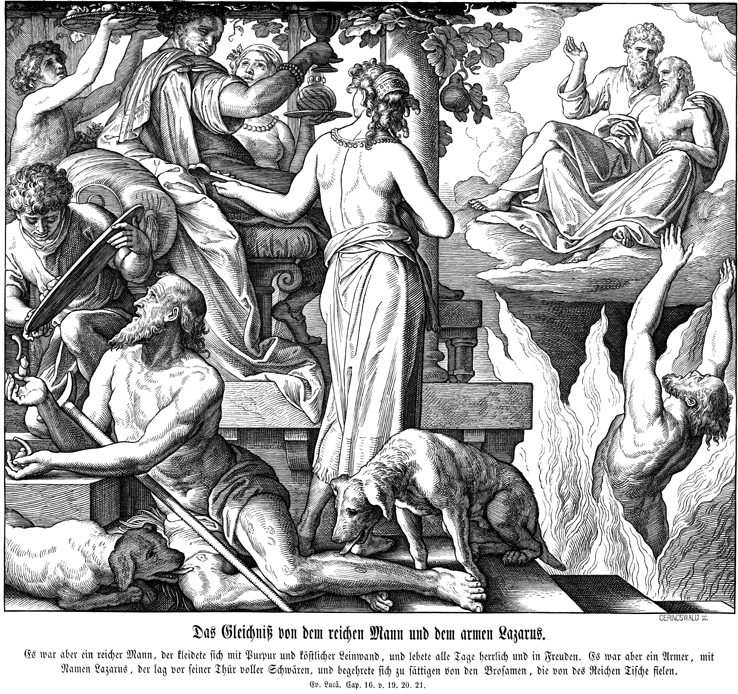 GERINGSWALD sc.
Das Gleichniß von dem reichen Mann und dem armen Lazarus.
Es war aber ein reicher Mann, der kleidete sich mit Purpur und köstlicher Leinwand, und lebete alle Tage herrlich und in Freuden. Es war aber ein Armer, mit
Namen Lazarus, der lag vor seiner Thür voller Schwären, und begehrete sich zu sättigen von den Brosamen, die von des Reichen Tische fielen.
Ev. Lucä. Cap. 16. v. 19. 20. 21.